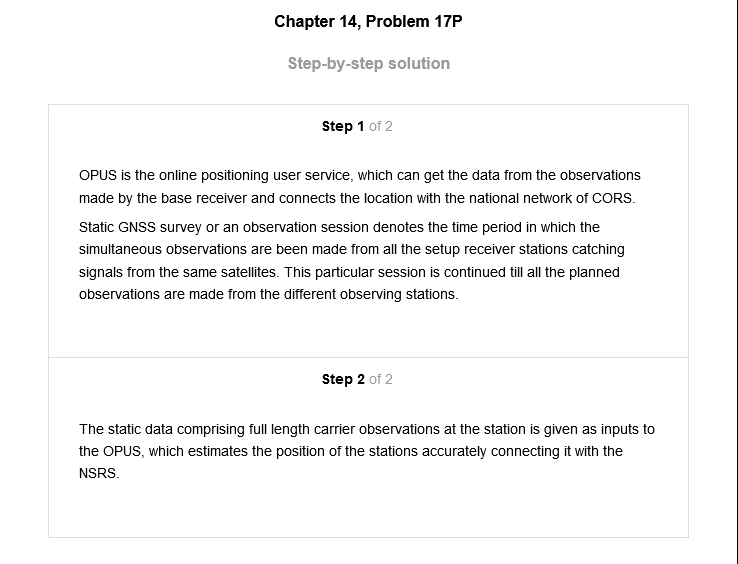 Chapter 14, Problem 17P
Step-by-step solution
Step 1 of 2
OPUS is the online positioning user service, which can get the data from the observations
made by the base receiver and connects the location with the national network of CORS.
Static GNSS survey or an observation session denotes the time period in which the
simultaneous observations are been made from all the setup receiver stations catching
signals from the same satellites. This particular session is continued till all the planned
observations are made from the different observing stations.
Step 2 of 2
The static data comprising full length carrier observations at the station is given as inputs to
the OPUS, which estimates the position of the stations accurately connecting it with the
NSRS.